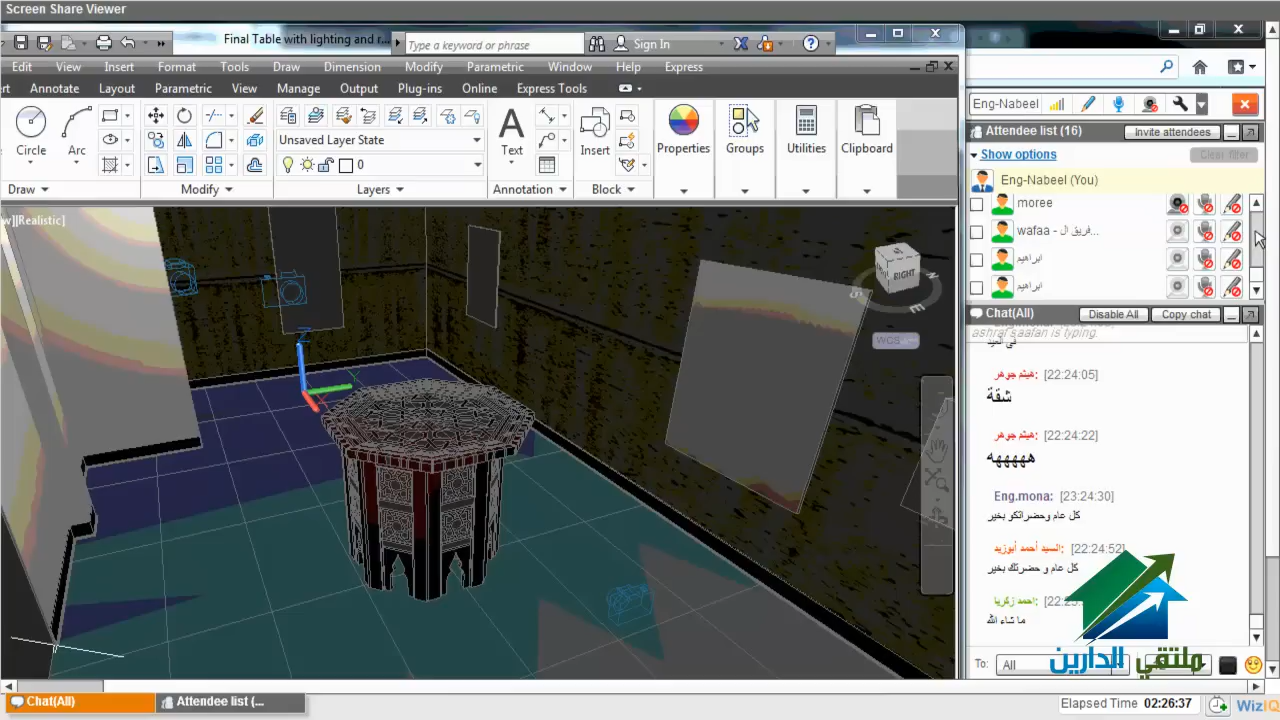 Screen Share Viewer
Final Table with lighting and r...
Type a keyword or phrase
Sign In
Edit View Insert Format Tools Draw Dimension Modify Parametric Window Help Express
Annotate Layout Parametric View Manage Output Plug-ins Online Express Tools
Unsaved Layer State
0
Circle Arc Text Insert Properties Groups Utilities Clipboard
Draw Modify Layers Annotation Block
w][Realistic]
RIGHT
WCS
Eng-Nabeel
Attendee list (16)
Invite attendees
Show options
Clear filter
Eng-Nabeel (You)
moree
wafaa - فريق ال...
ابراهيم
ابراهيم
Chat(All)
Disable All
Copy chat
ashraf saafan is typing.
فى العيد
هيثم جوهر: [22:24:05]
شقة
هيثم جوهر: [22:24:22]
هههههه
Eng.mona: [23:24:30]
كل عام وحضراتكو بخير
السيد أحمد أبوزيد: [22:24:52]
كل عام و حضرتك بخير
احمد زكريا:
ما شاء الله
To: All
ملتقي الدارين
Chat(All)
Attendee list (...
Elapsed Time 02:26:37
WizIQ